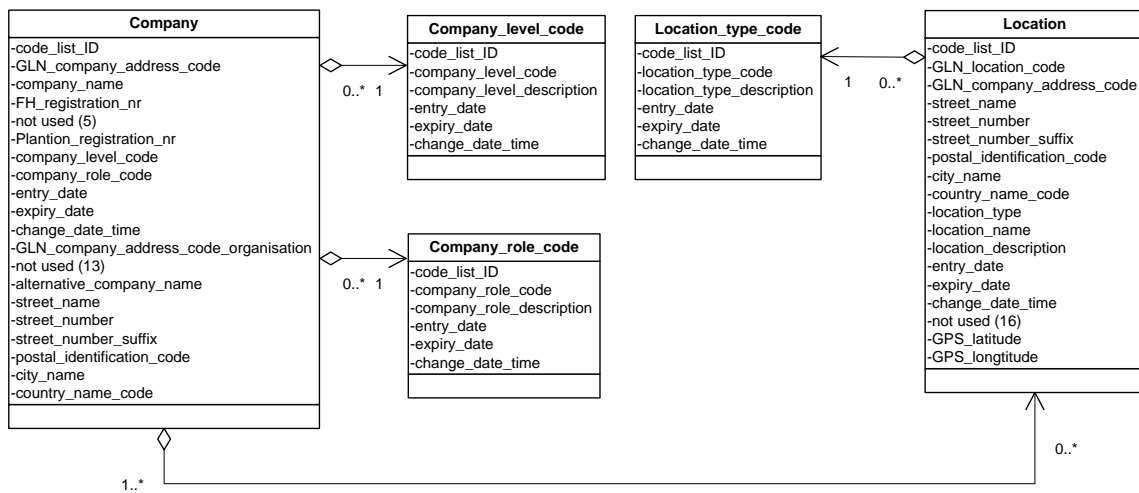 Company
-code_list_ID
-GLN_company_address_code
-company_name
-FH_registration_nr
-not used (5)
-Plantion_registration_nr
-company_level_code
-company_role_code
-entry_date
-expiry_date
-change_date_time
-GLN_company_address_code_organisation
-not used (13)
-alternative_company_name
-street_name
-street_number
-street_number_suffix
-postal_identification_code
-city_name
-country_name_code
Company_level_code
-code_list_ID
-company_level_code
-company_level_description
-entry_date
-expiry_date
-change_date_time
0..* 1
Company_role_code
-code_list_ID
-company_role_code
-company_role_description
-entry_date
-expiry_date
-change_date_time
0..* 1
Location_type_code
-code_list_ID
-location_type_code
-location_type_description
-entry_date
-expiry_date
-change_date_time
1 0..*
Location
-code_list_ID
-GLN_location_code
-GLN_company_address_code
-street_name
-street_number
-street_number_suffix
-postal_identification_code
-city_name
-country_name_code
-location_type
-location_name
-location_description
-entry_date
-expiry_date
-change_date_time
-not used (16)
-GPS_latitude
-GPS_longtitude
1..*
0..*